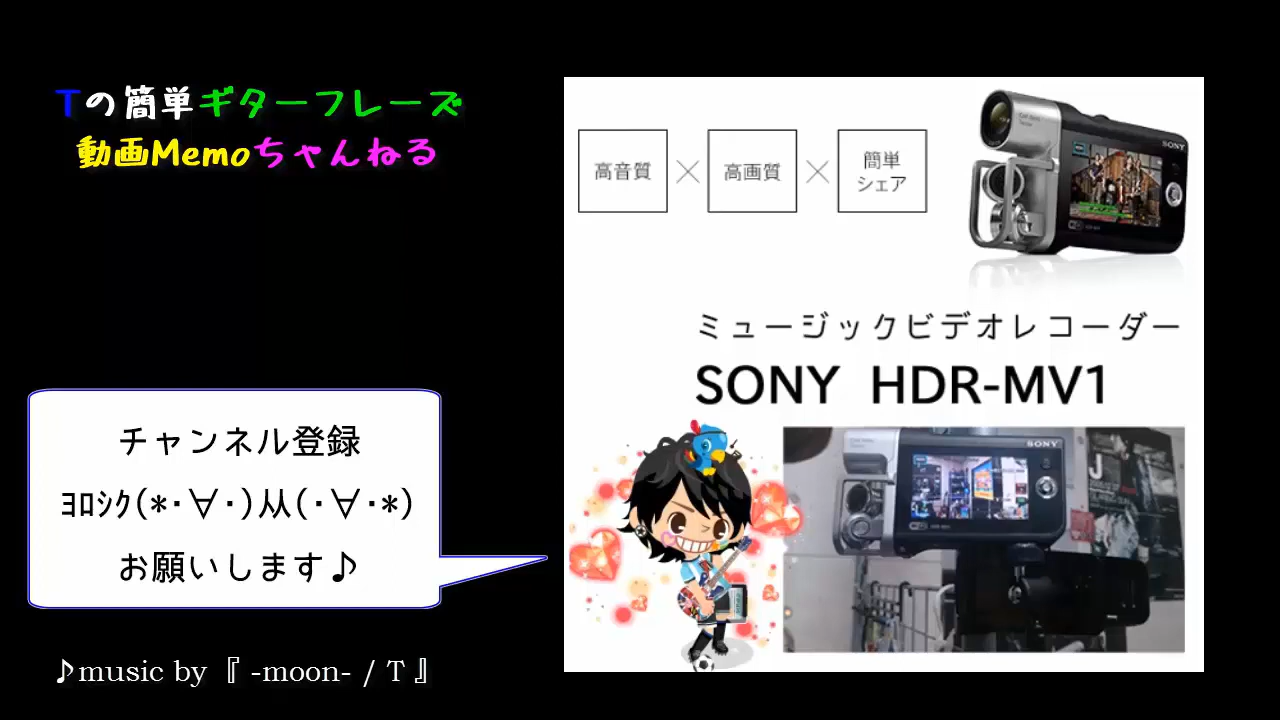 Tの簡単ギターフレーズ
動画Memoちゃんねる
高音質×高画質×簡単シェア
SONY
ミュージックビデオレコーダー
SONY HDR-MV1
SONY
チャンネル登録
ﾖﾛｼｸ(*･∀･)从(･∀･*)
お願いします♪
♪music by 『 -moon- / T 』